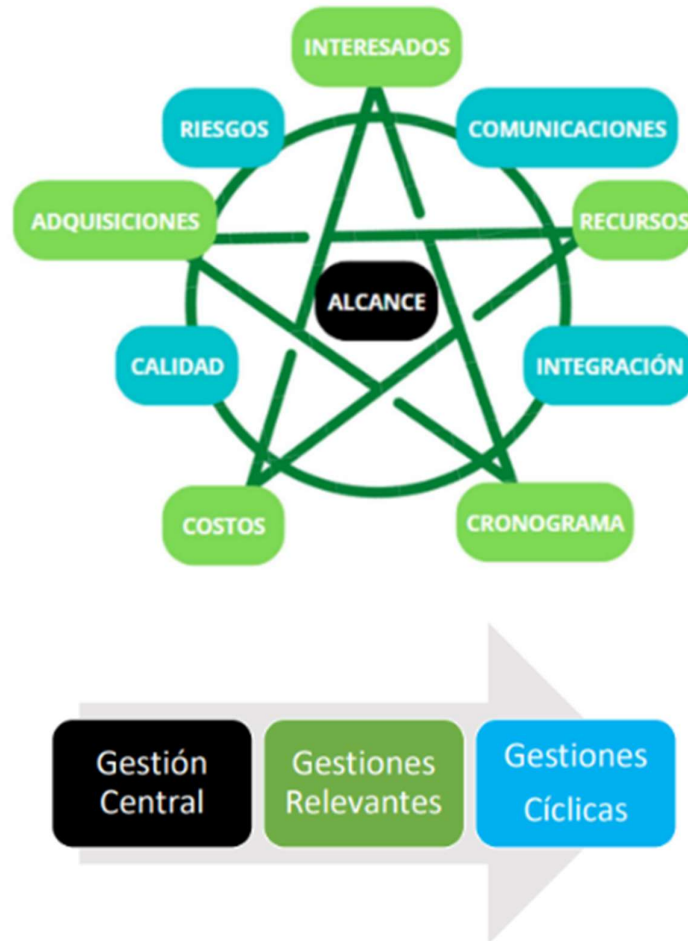 INTERESADOS
RIESGOS
COMUNICACIONES
ADQUISICIONES
RECURSOS
ALCANCE
CALIDAD
INTEGRACIÓN
COSTOS
CRONOGRAMA
Gestión
Central
Gestiones
Relevantes
Gestiones
Cíclicas